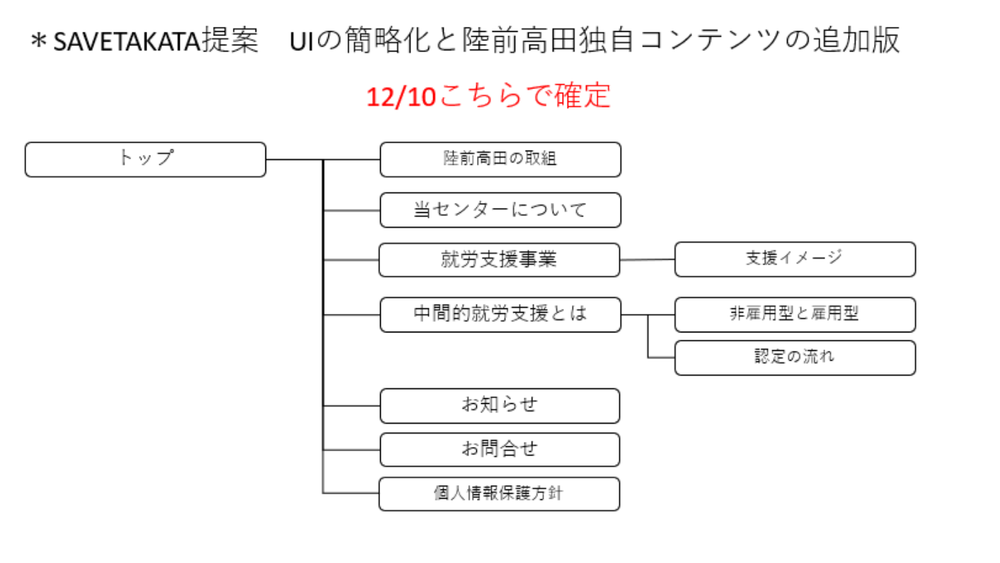 ＊SAVETAKATA提案　UIの簡略化と陸前高田独自コンテンツの追加版
12/10こちらで確定
トップ
陸前高田の取組
当センターについて
就労支援事業
支援イメージ
中間的就労支援とは
非雇用型と雇用型
認定の流れ
お知らせ
お問合せ
個人情報保護方針